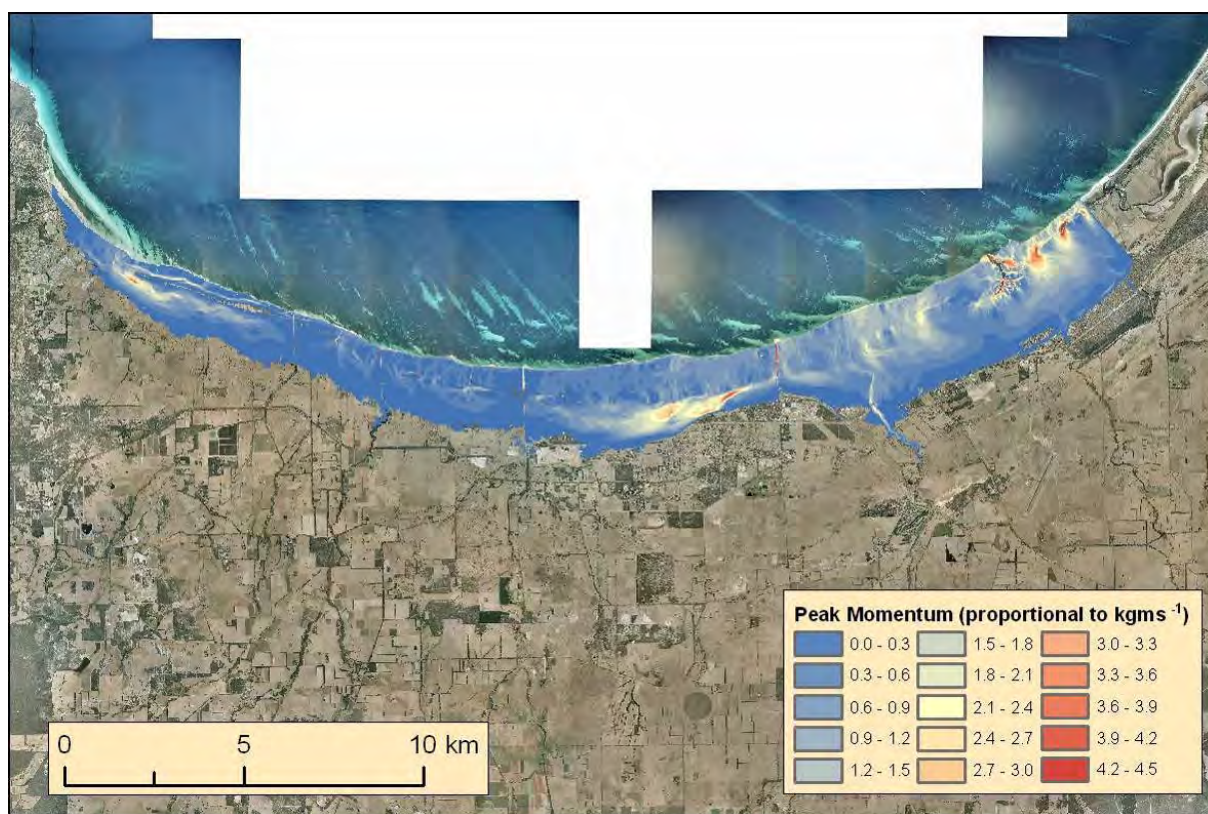 Peak Momentum (proportional to kgms -1)
0.0 - 0.3 1.5 - 1.8 3.0 - 3.3
0.3 - 0.6 1.8 - 2.1 3.3 - 3.6
0.6 - 0.9 2.1 - 2.4 3.6 - 3.9
0.9 - 1.2 2.4 - 2.7 3.9 - 4.2
1.2 - 1.5 2.7 - 3.0 4.2 - 4.5
0 5 10 km